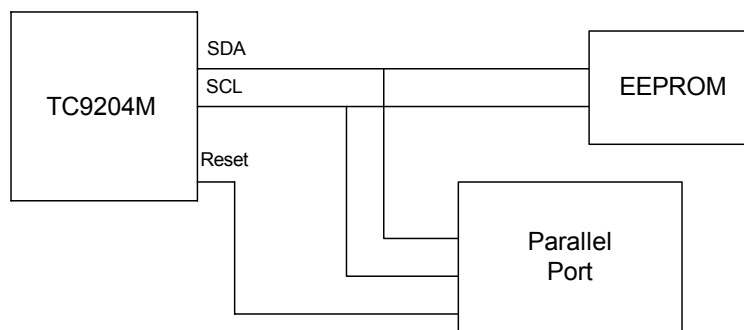 SDA
SCL
TC9204M
EEPROM
Reset
Parallel
Port